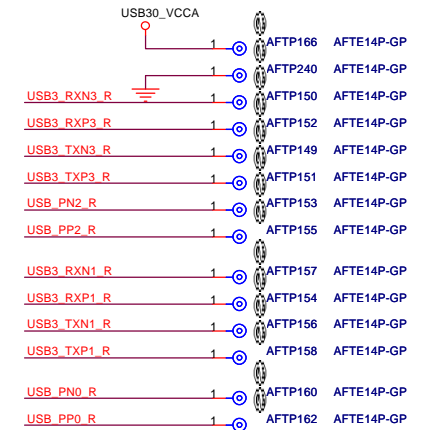 USB30_VCCA
1 AFTP166 AFTE14P-GP
1 AFTP240 AFTE14P-GP
USB3_RXN3_R 1 AFTP150 AFTE14P-GP
USB3_RXP3_R 1 AFTP152 AFTE14P-GP
USB3_TXN3_R 1 AFTP149 AFTE14P-GP
USB3_TXP3_R 1 AFTP151 AFTE14P-GP
USB_PN2_R 1 AFTP153 AFTE14P-GP
USB_PP2_R 1 AFTP155 AFTE14P-GP
USB3_RXN1_R 1 AFTP157 AFTE14P-GP
USB3_RXP1_R 1 AFTP154 AFTE14P-GP
USB3_TXN1_R 1 AFTP156 AFTE14P-GP
USB3_TXP1_R 1 AFTP158 AFTE14P-GP
USB_PN0_R 1 AFTP160 AFTE14P-GP
USB_PP0_R 1 AFTP162 AFTE14P-GP